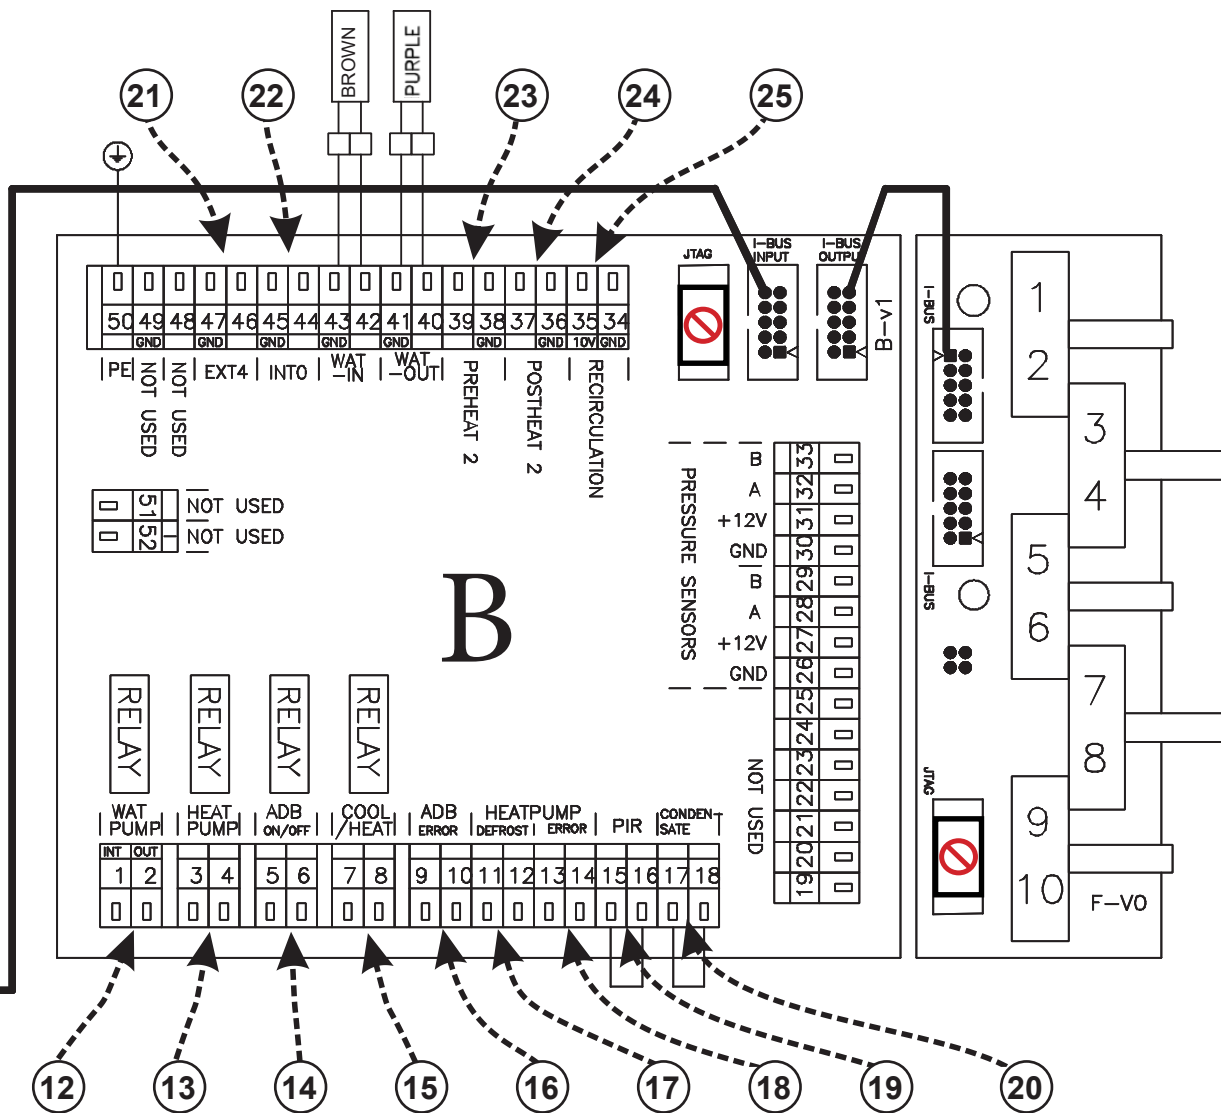 BROWN
PURPLE
21
22
23
24
25
JTAG
I-BUS
INPUT
I-BUS
OUTPUT
B-v1
50 49 48 47 46 45 44 43 42 41 40 39 38 37 36 35 34
GND GND GND GND GND GND GND 10V GND
PE
NOT USED
NOT USED
EXT4
INT0
WAT
-IN
WAT
-OUT
PREHEAT 2
POSTHEAT 2
RECIRCULATION
51 NOT USED
52 NOT USED
B
PRESSURE SENSORS
B 33
A 32
+12V 31
GND 30
B 29
A 28
+12V 27
GND 26
25
24
23
22
21
20
19
NOT USED
RELAY
RELAY
RELAY
RELAY
WAT
PUMP
HEAT
PUMP
ADB
ON/OFF
COOL
/HEAT
ADB
ERROR
HEATPUMP
DEFROST ERROR
PIR
CONDEN-
SATE
INT OUT
1 2 3 4 5 6 7 8 9 10 11 12 13 14 15 16 17 18
I-BUS
I-BUS
JTAG
1
2
3
4
5
6
7
8
9
10
F-V0
12
13
14
15
16
17
18
19
20